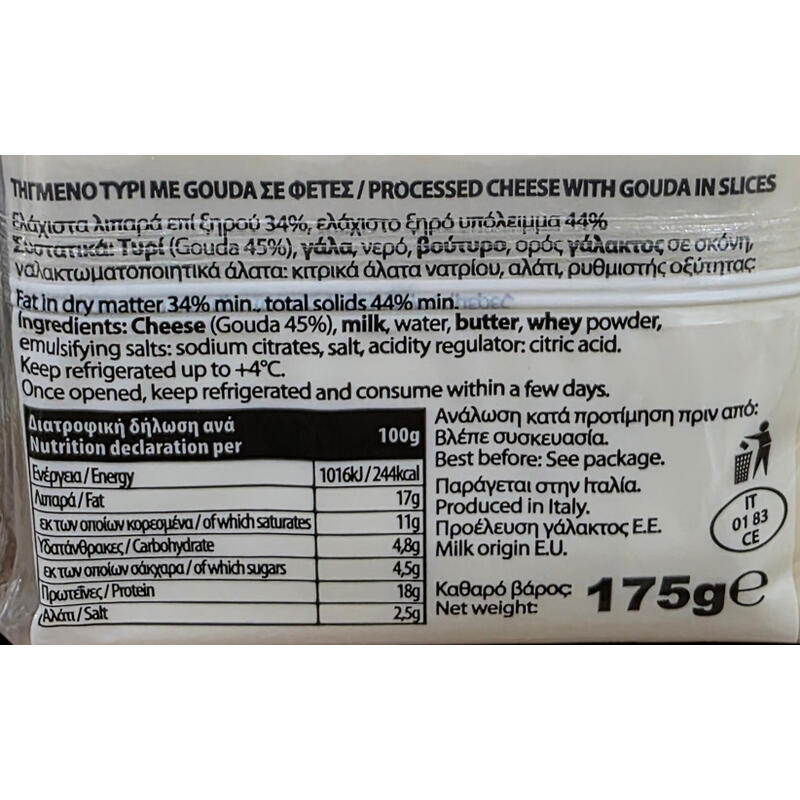 ΤΗΓΜΕΝΟ ΤΥΡΙ ΜΕ GOUDA ΣΕ ΦΕΤΕΣ / PROCESSED CHEESE WITH GOUDA IN SLICES
Ελάχιστα λιπαρά επί ξηρού 34%, ελάχιστο ξηρό υπόλειμμα 44%
Συστατικά: Τυρί (Gouda 45%), γάλα, νερό, βούτυρο, ορός γάλακτος σε σκόνη,
γαλακτωματοποιητικά άλατα: κιτρικά άλατα νατρίου, αλάτι, ρυθμιστής οξύτητας:
Fat in dry matter 34% min., total solids 44% min.
Ingredients: Cheese (Gouda 45%), milk, water, butter, whey powder,
emulsifying salts: sodium citrates, salt, acidity regulator: citric acid.
Keep refrigerated up to +4°C.
Once opened, keep refrigerated and consume within a few days.
Διατροφική δήλωση ανά
Nutrition declaration per 100g
Ενέργεια / Energy 1016kJ / 244kcal
Λιπαρά / Fat 17g
εκ των οποίων κορεσμένα / of which saturates 11g
Υδατάνθρακες / Carbohydrate 4,8g
εκ των οποίων σάκχαρα / of which sugars 4,5g
Πρωτεΐνες / Protein 18g
Αλάτι / Salt 2,5g
Ανάλωση κατά προτίμηση πριν από:
Βλέπε συσκευασία.
Best before: See package.
Παράγεται στην Ιταλία.
Produced in Italy.
Προέλευση γάλακτος Ε.Ε.
Milk origin E.U.
IT
01 83
CE
Καθαρό βάρος:
Net weight: 175g e